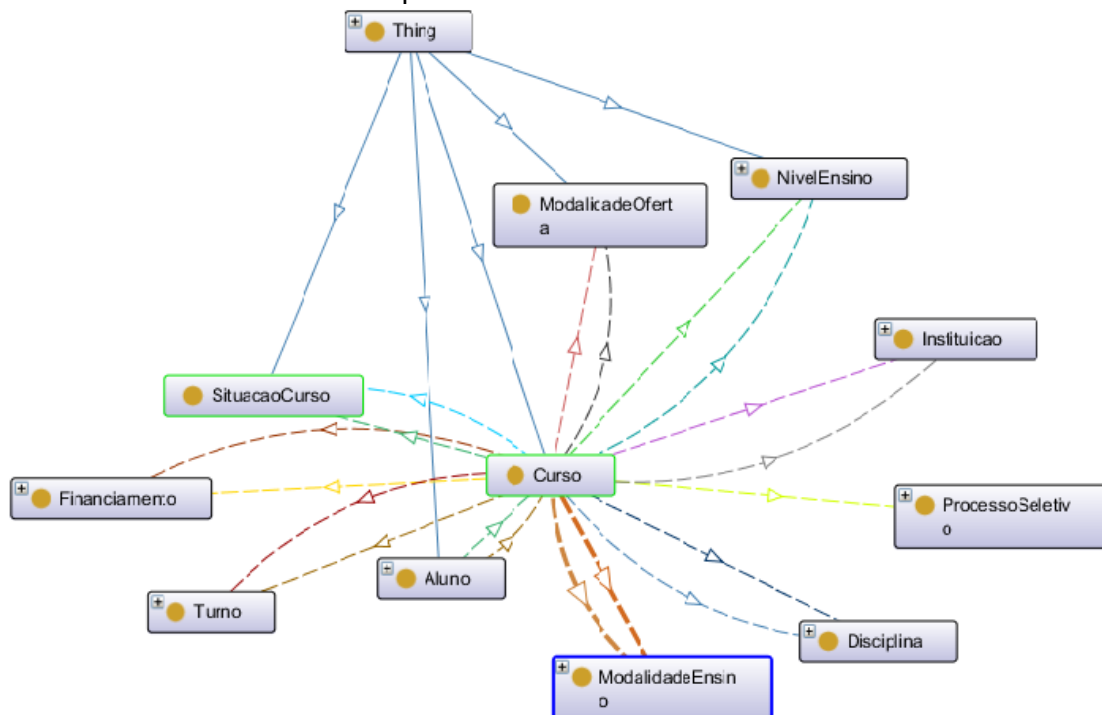 Thing
NivelEnsino
ModalicadeOfert
a
Instituicao
SituacaoCurso
Curso
Financiamento
ProcessoSeletiv
o
Aluno
Turno
Disciplina
ModalidadeEnsin
o